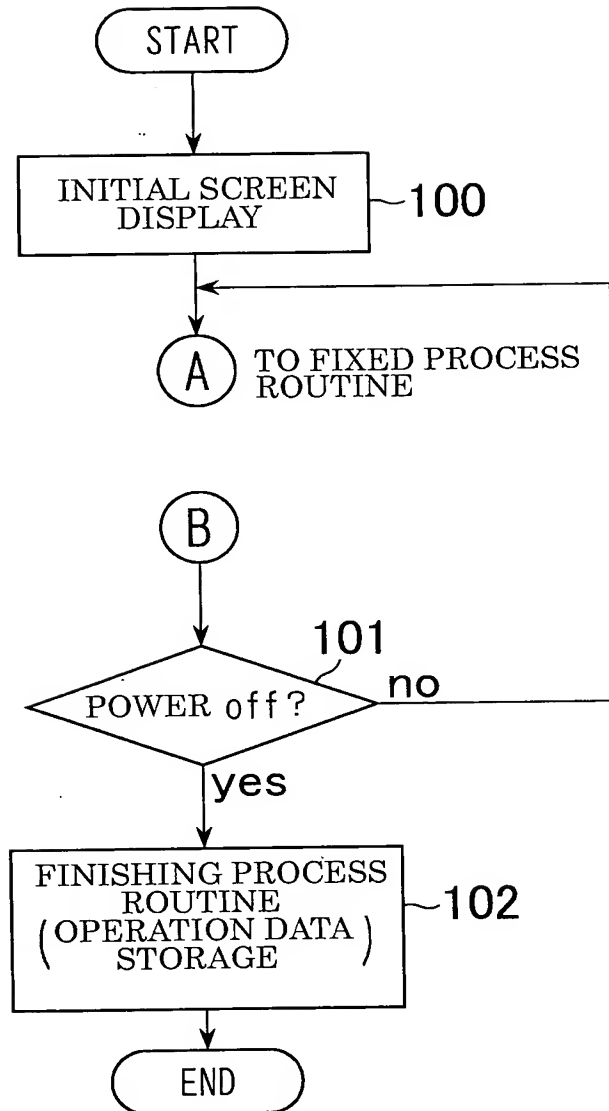 START
INITIAL SCREEN
DISPLAY
100
A
TO FIXED PROCESS
ROUTINE
B
101
POWER off?
no
yes
FINISHING PROCESS
ROUTINE
(OPERATION DATA
STORAGE)
102
END